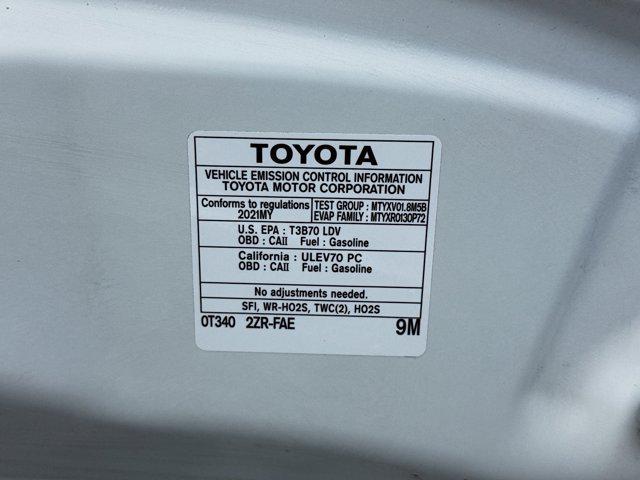 TOYOTA
VEHICLE EMISSION CONTROL INFORMATION
TOYOTA MOTOR CORPORATION
Conforms to regulations
2021MY
TEST GROUP : MTYXV01.8M5B
EVAP FAMILY : MTYXR0130P72
U.S. EPA : T3B70 LDV
OBD : CAII Fuel : Gasoline
California : ULEV70 PC
OBD : CAII Fuel : Gasoline
No adjustments needed.
SFI, WR-HO2S, TWC(2), HO2S
0T340 2ZR-FAE 9M